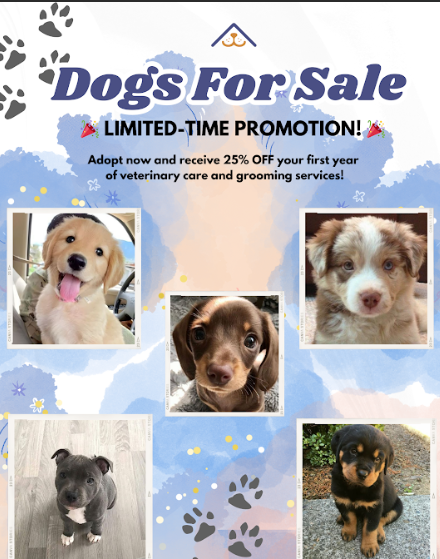 Dogs For Sale
🎉 LIMITED-TIME PROMOTION! 🎉
Adopt now and receive 25% OFF your first year
of veterinary care and grooming services!